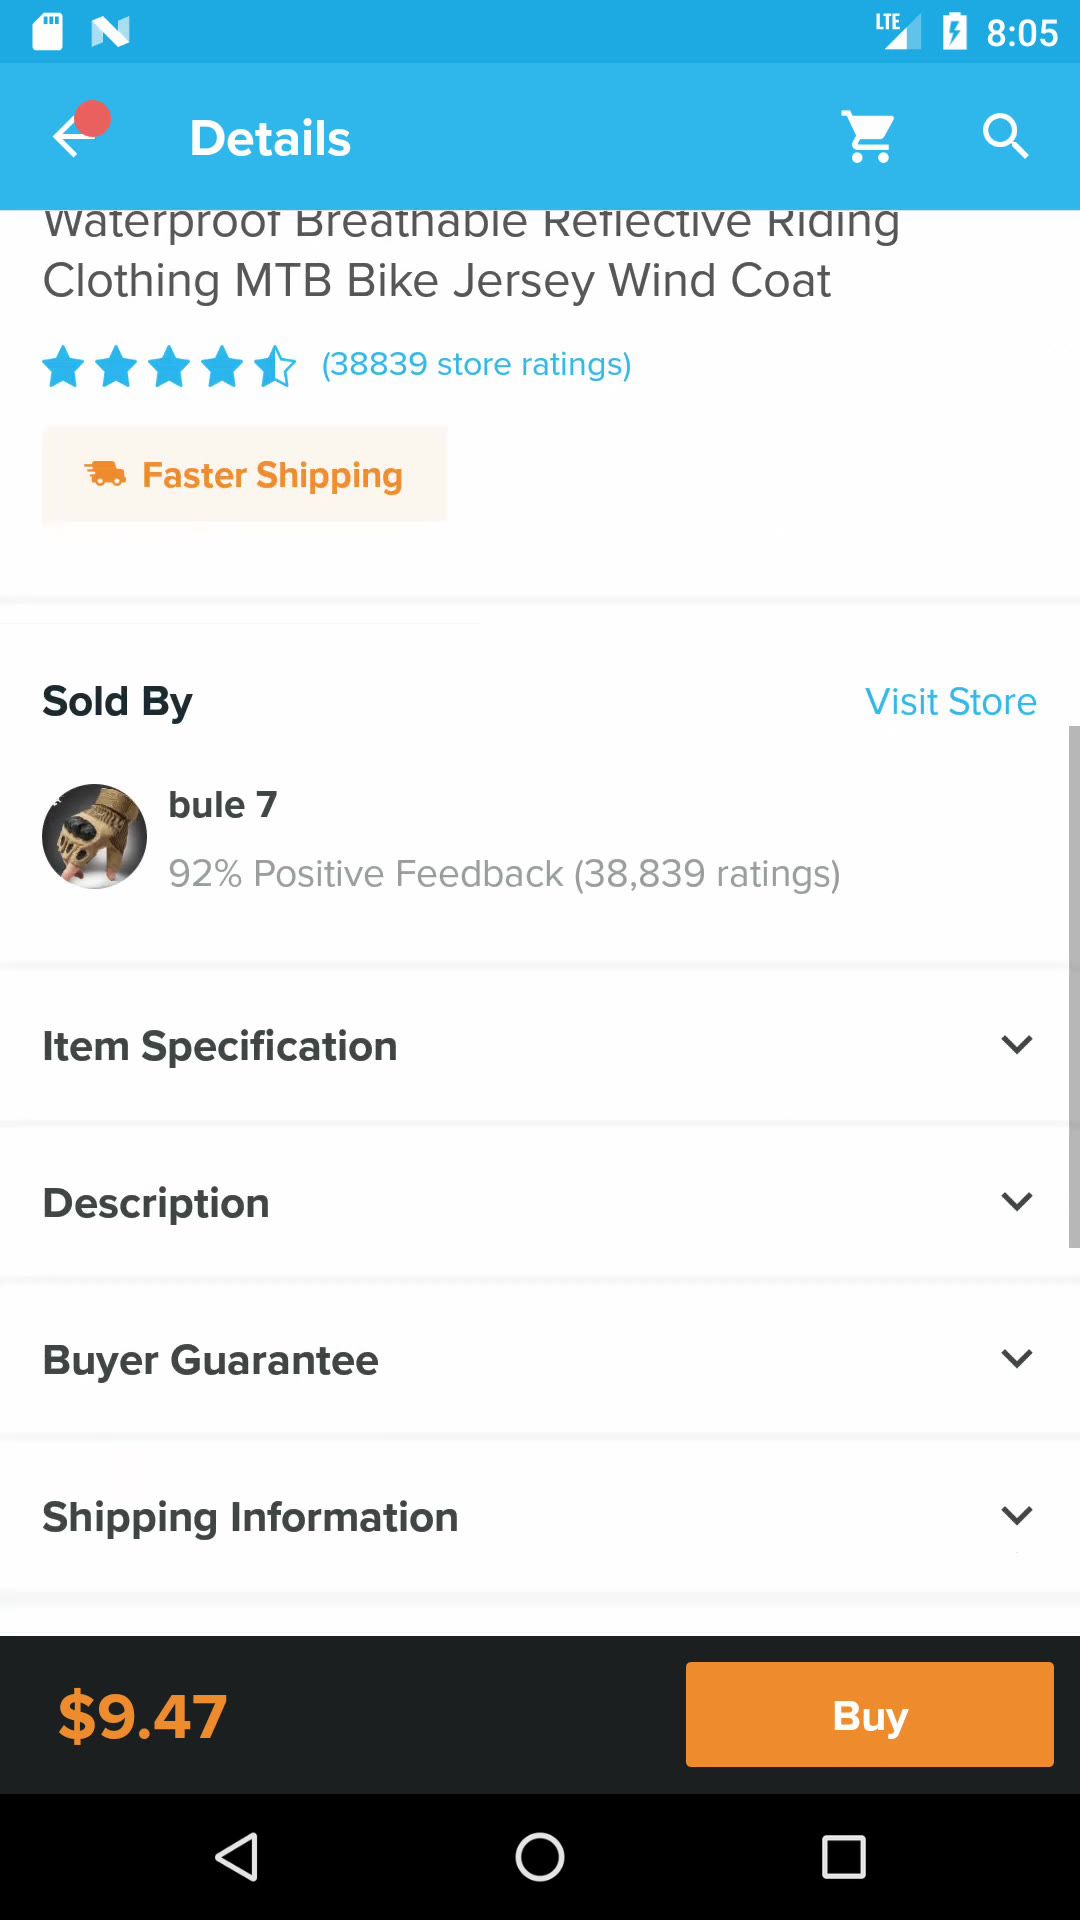 LTE 8:05
Details
Waterproof Breathable Reflective Riding
Clothing MTB Bike Jersey Wind Coat
(38839 store ratings)
Faster Shipping
Sold By Visit Store
bule 7
92% Positive Feedback (38,839 ratings)
Item Specification
Description
Buyer Guarantee
Shipping Information
$9.47 Buy